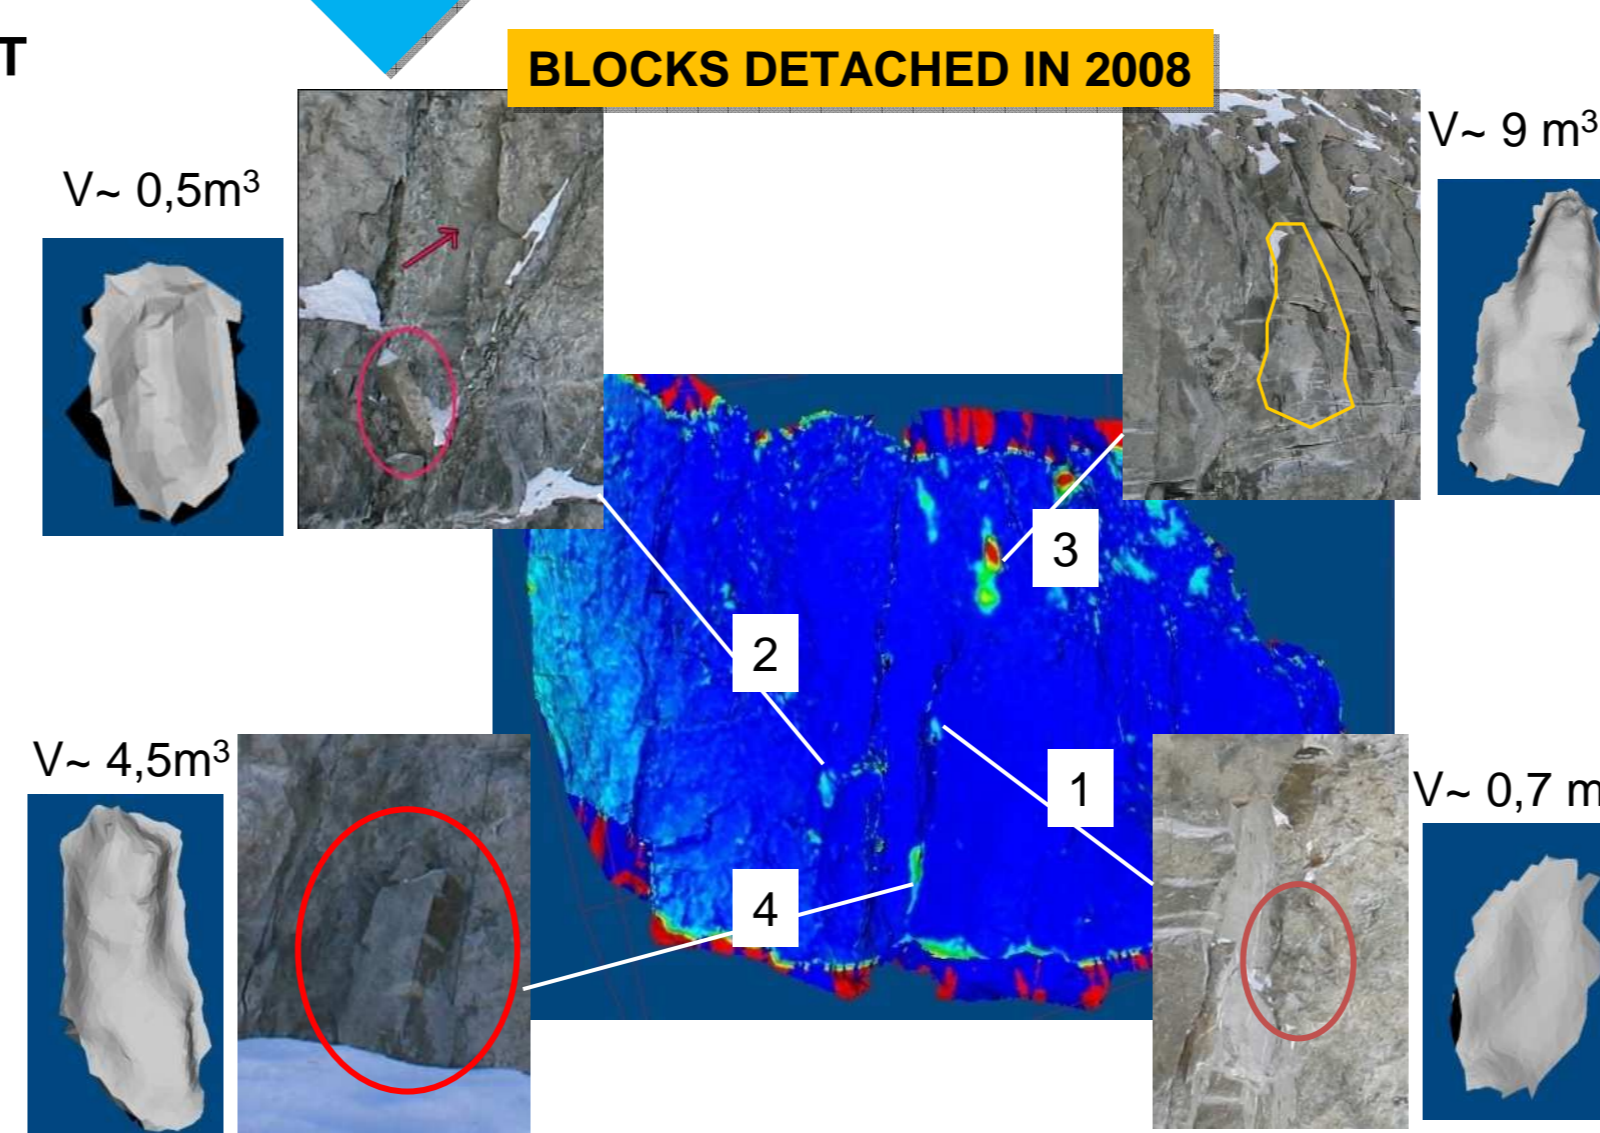 T
BLOCKS DETACHED IN 2008
V~ 9 m³
V~ 0,5m³
3
2
V~ 4,5m³
1
V~ 0,7 m
4